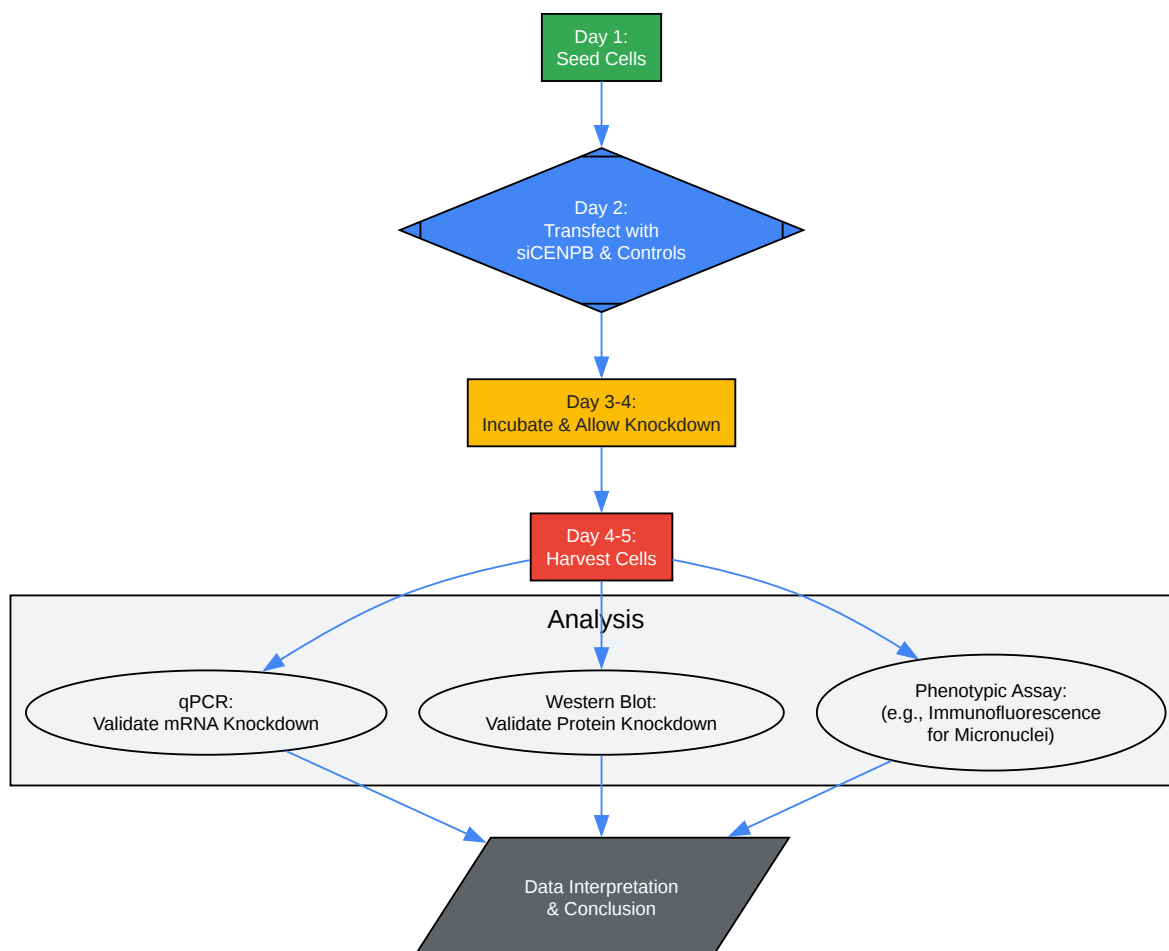 Day 1:
Seed Cells
Day 2:
Transfect with
siCENPB & Controls
Day 3-4:
Incubate & Allow Knockdown
Day 4-5:
Harvest Cells
Analysis
qPCR:
Validate mRNA Knockdown
Western Blot:
Validate Protein Knockdown
Phenotypic Assay:
(e.g., Immunofluorescence
for Micronuclei)
Data Interpretation
& Conclusion